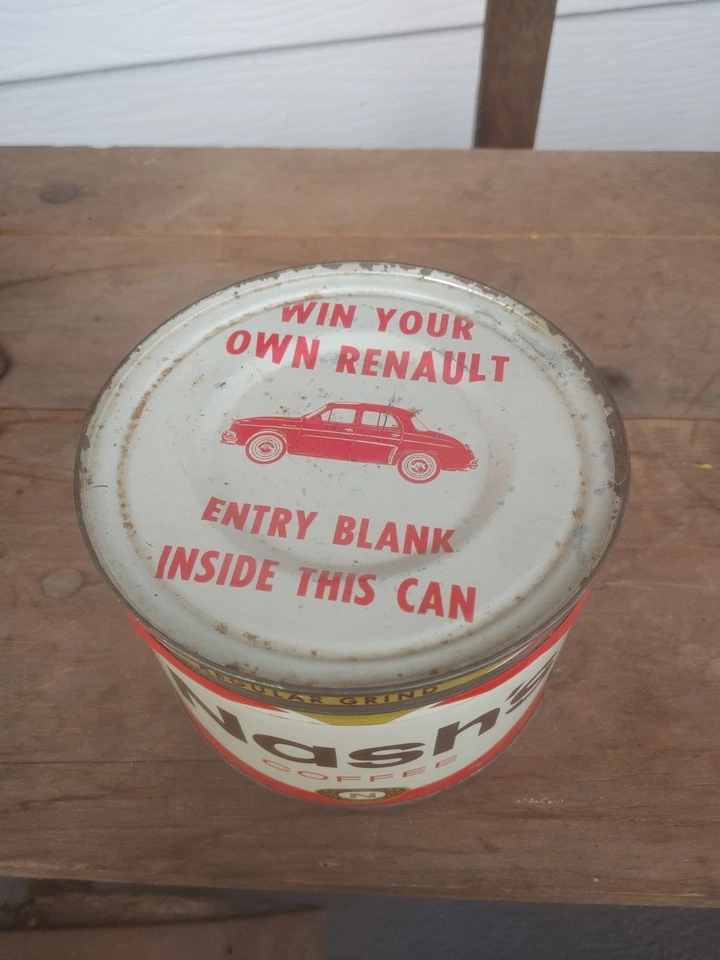 WIN YOUR
OWN RENAULT
ENTRY BLANK
INSIDE THIS CAN
REGULAR GRIND
Nash's
COFFEE
N